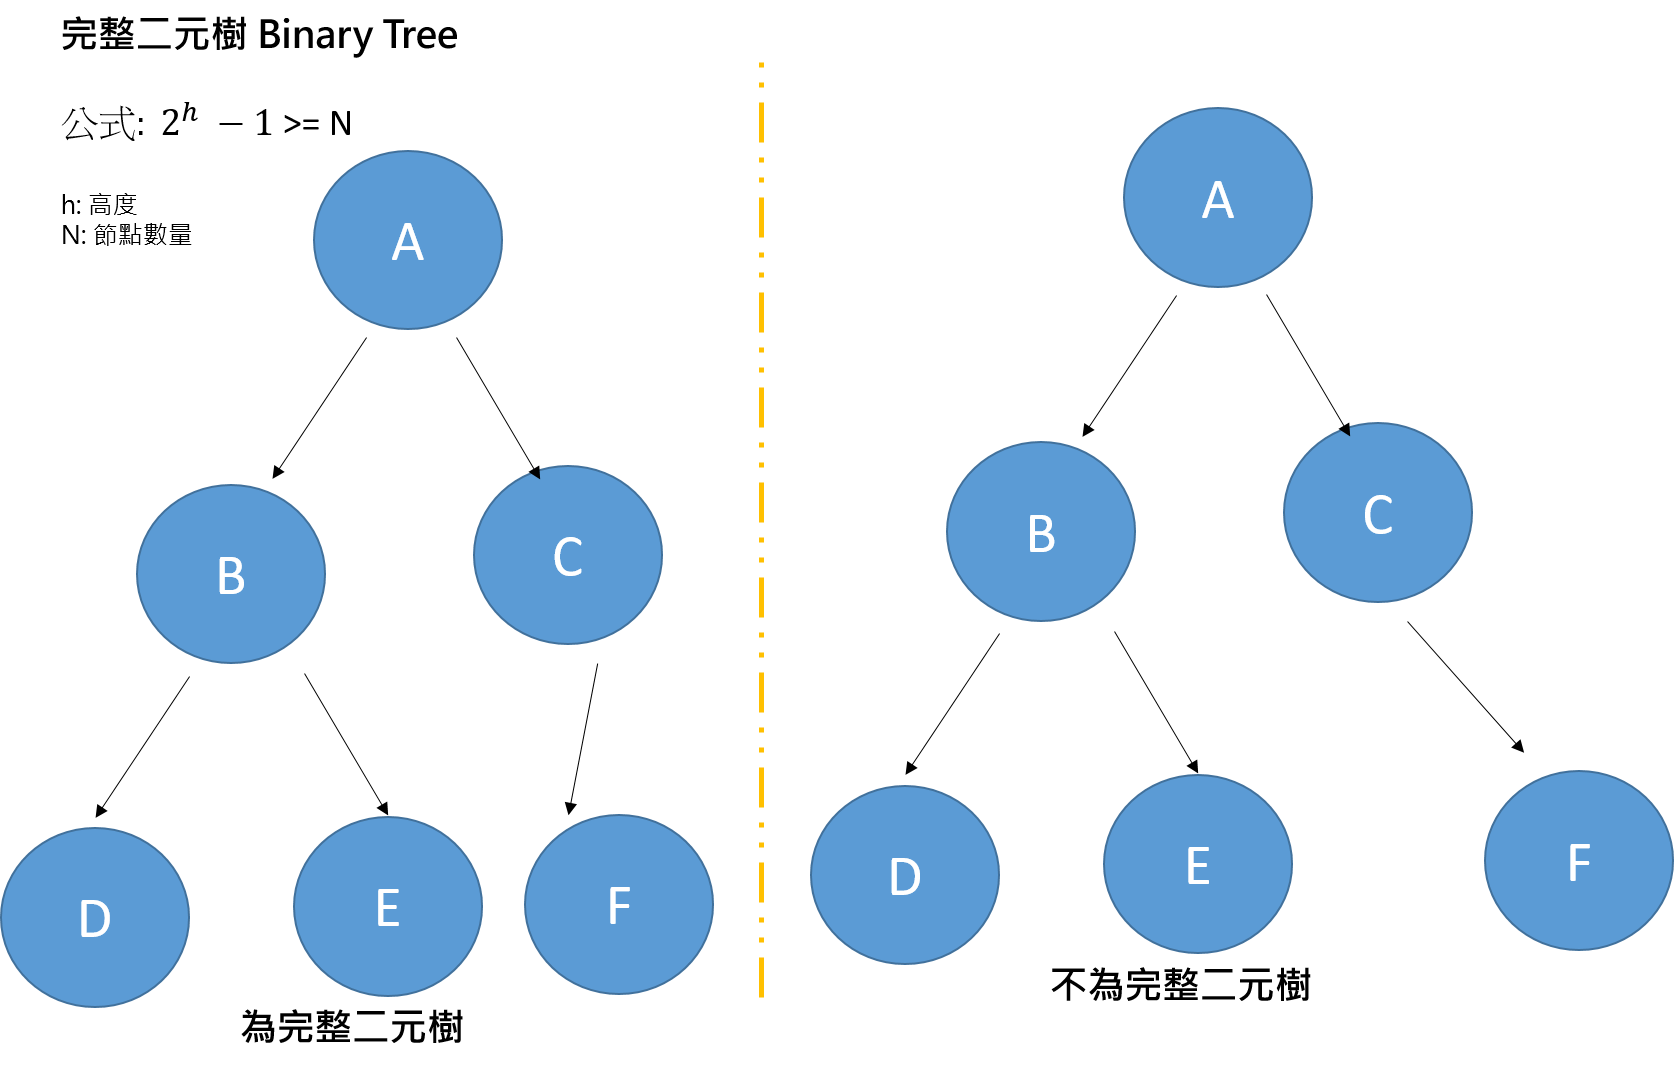 完整二元樹 Binary Tree
公式: 2^h − 1 >= N
h: 高度
N: 節點數量
A
B
C
D
E
F
為完整二元樹
A
B
C
D
E
F
不為完整二元樹